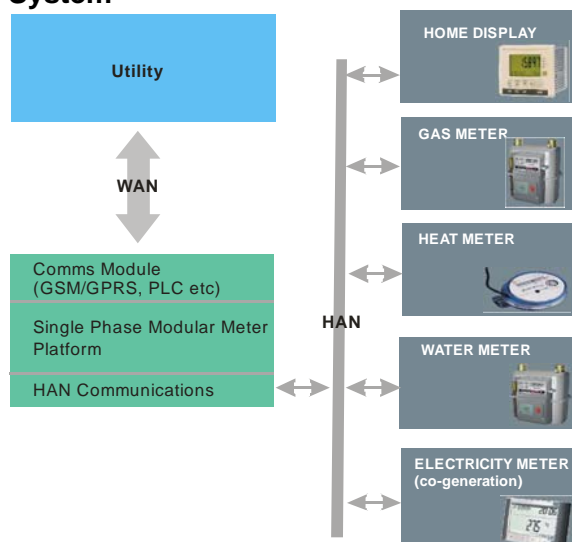 System
Utility
WAN
Comms Module
(GSM/GPRS, PLC etc)
Single Phase Modular Meter
Platform
HAN Communications
HAN
HOME DISPLAY
GAS METER
HEAT METER
WATER METER
ELECTRICITY METER
(co-generation)